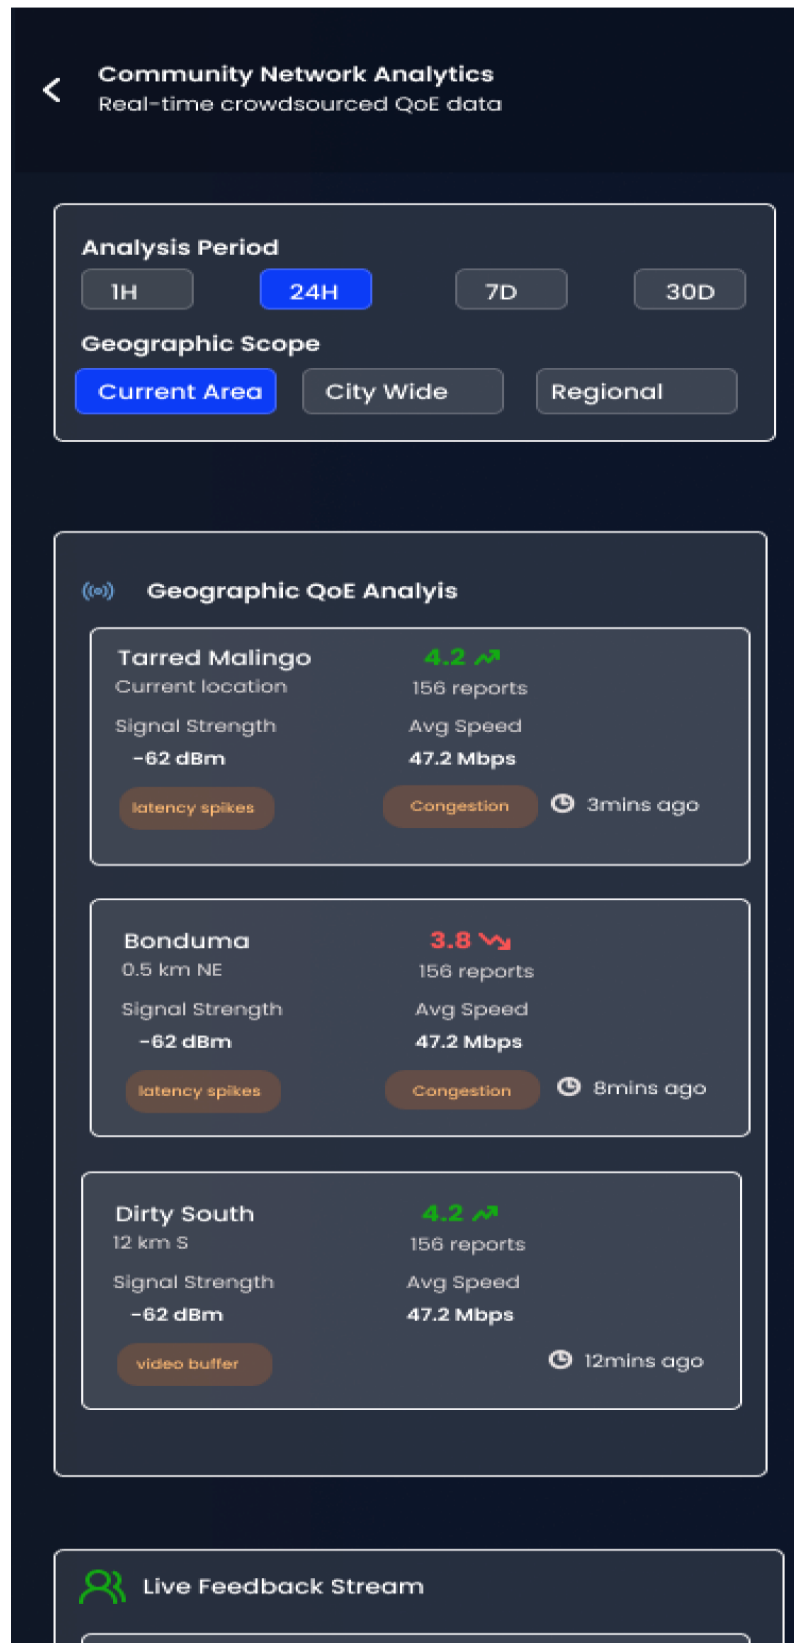 Community Network Analytics
Real-time crowdsourced QoE data
Analysis Period
1H 24H 7D 30D
Geographic Scope
Current Area City Wide Regional
Geographic QoE Analyis
Tarred Malingo 4.2
Current location 156 reports
Signal Strength Avg Speed
-62 dBm 47.2 Mbps
latency spikes Congestion 3mins ago
Bonduma 3.8
0.5 km NE 156 reports
Signal Strength Avg Speed
-62 dBm 47.2 Mbps
latency spikes Congestion 8mins ago
Dirty South 4.2
12 km S 156 reports
Signal Strength Avg Speed
-62 dBm 47.2 Mbps
video buffer 12mins ago
Live Feedback Stream